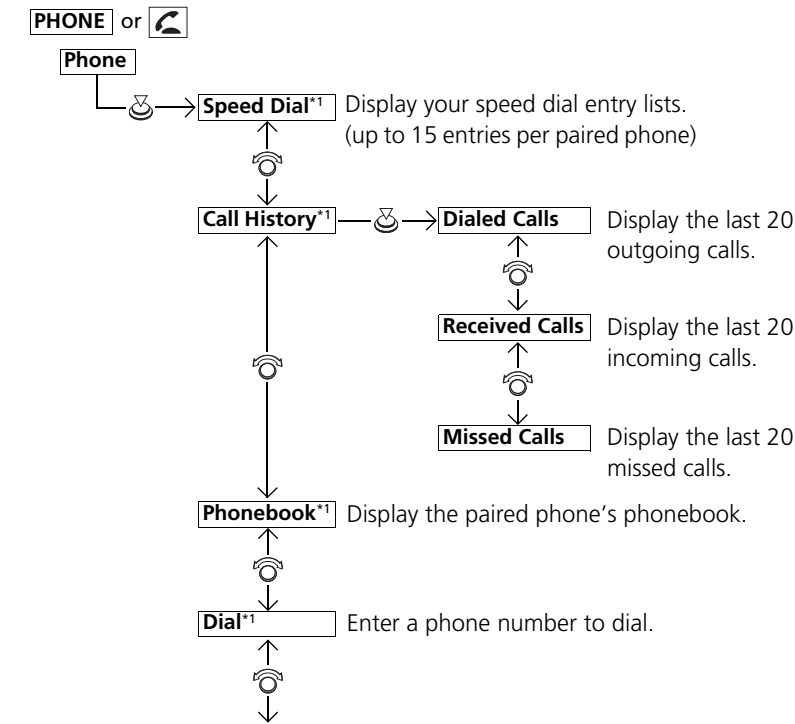 PHONE or
Phone
Speed Dial*1 Display your speed dial entry lists.
(up to 15 entries per paired phone)
Call History*1 Dialed Calls Display the last 20
outgoing calls.
Received Calls Display the last 20
incoming calls.
Missed Calls Display the last 20
missed calls.
Phonebook*1 Display the paired phone’s phonebook.
Dial*1 Enter a phone number to dial.